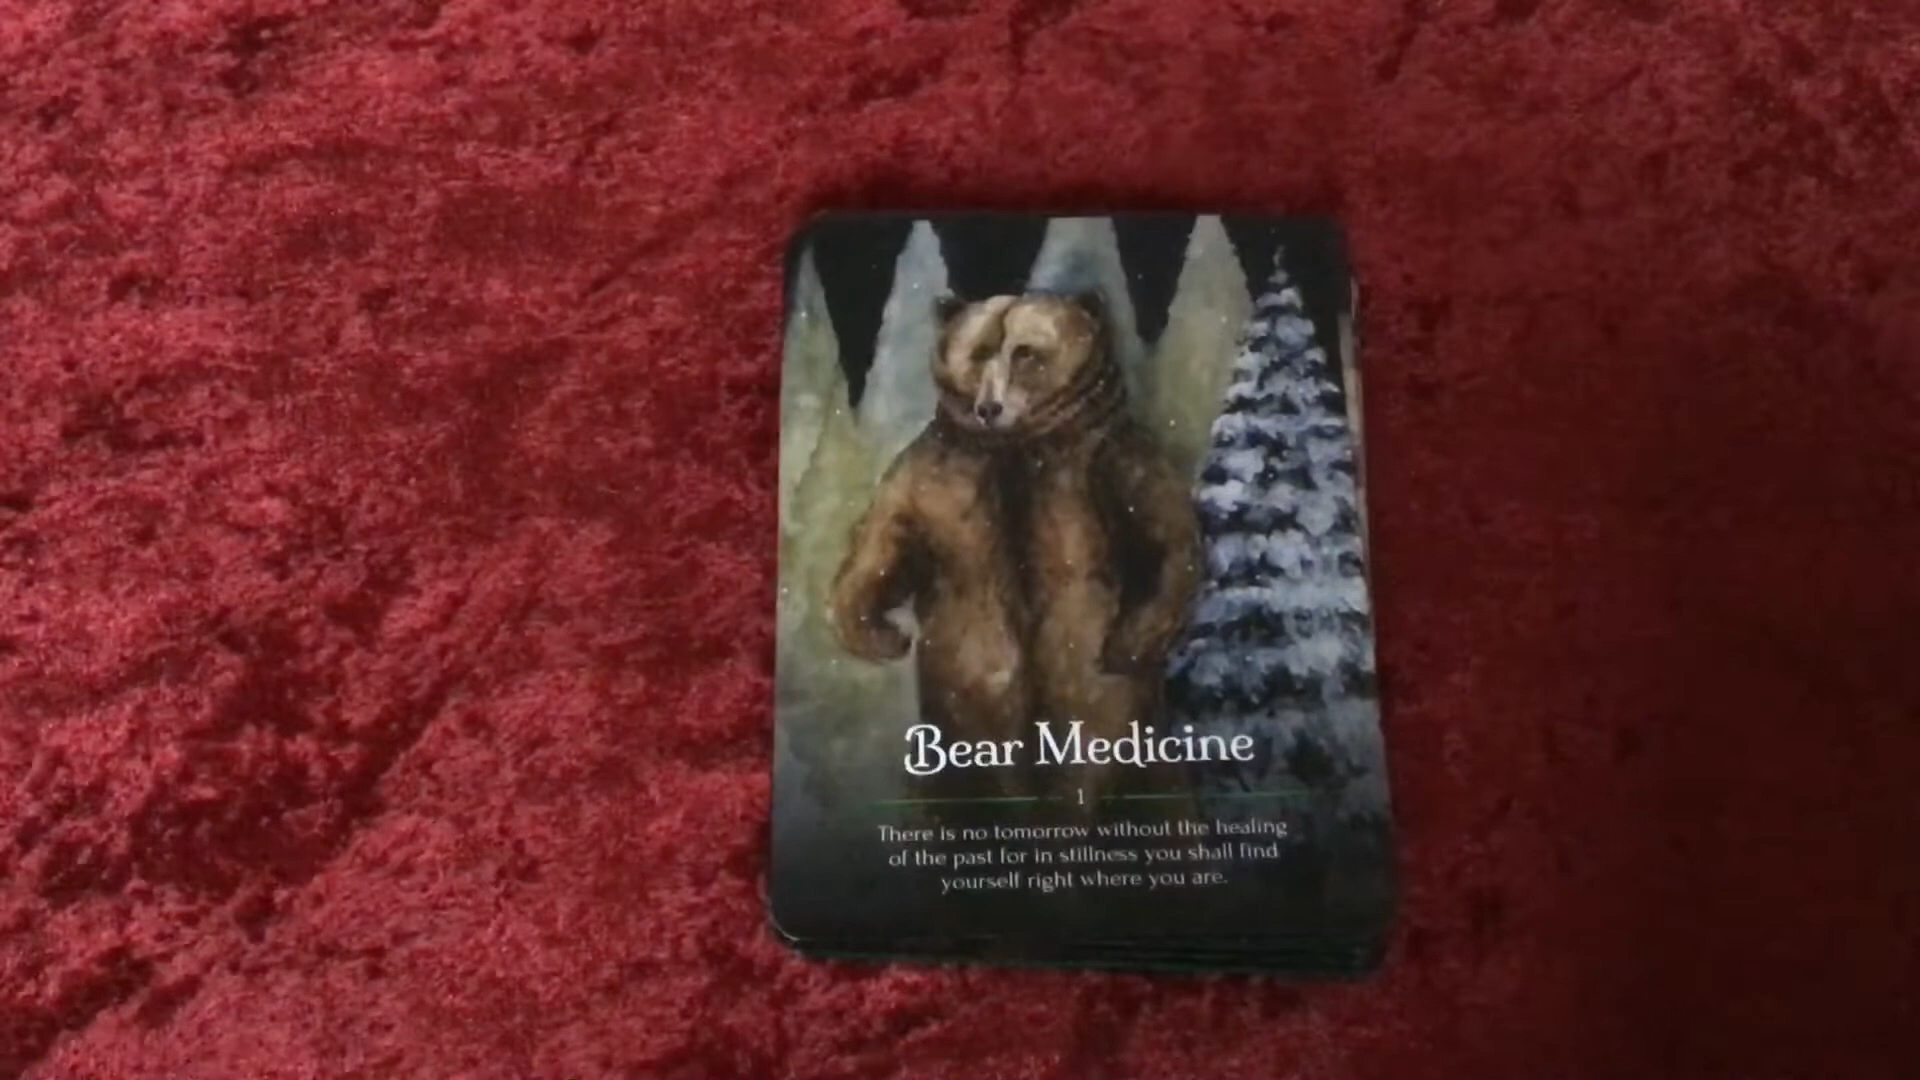 Bear Medicine
1
There is no tomorrow without the healing
of the past for in stillness you shall find
yourself right where you are.